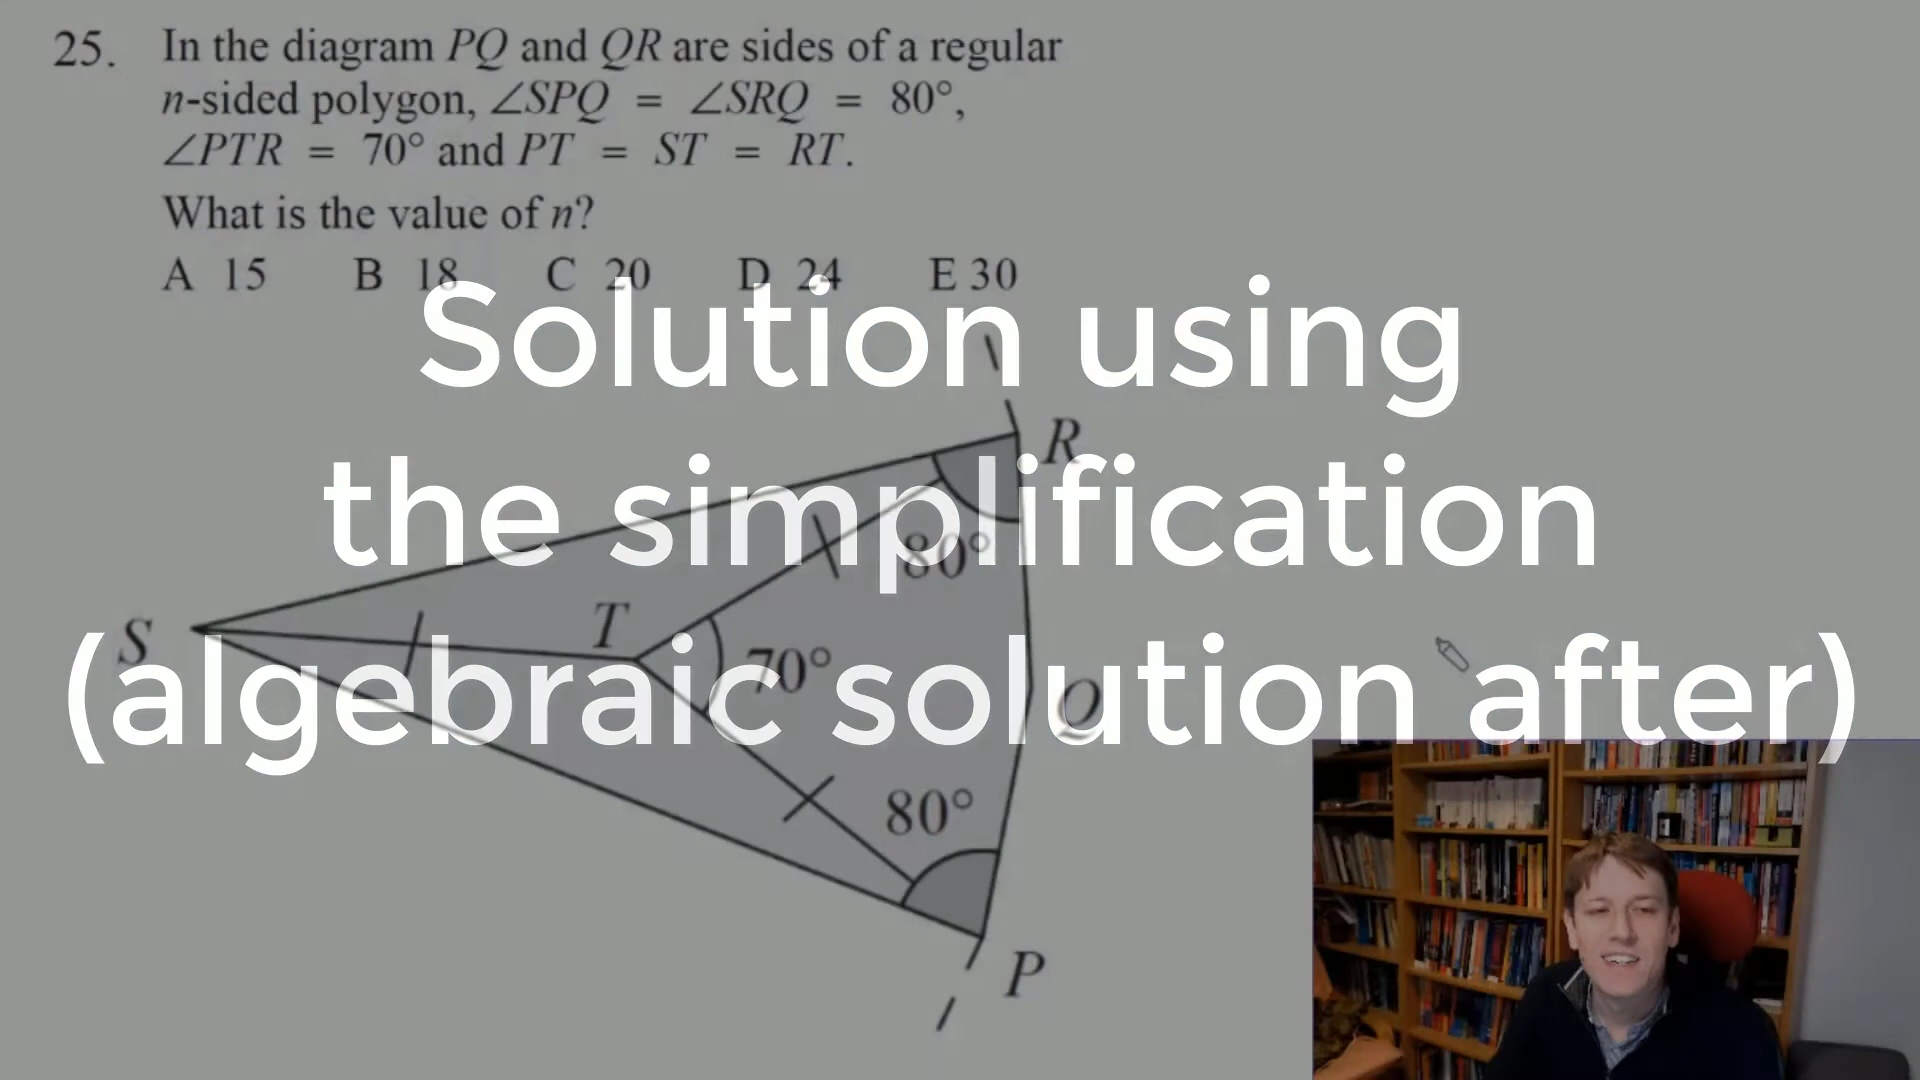 25. In the diagram PQ and QR are sides of a regular
n-sided polygon, ∠SPQ = ∠SRQ = 80°,
∠PTR = 70° and PT = ST = RT.
What is the value of n?
A 15 B 18 C 20 D 24 E 30
Solution using
the simplification
(algebraic solution after)
R
80°
S
T
70°
Q
80°
P